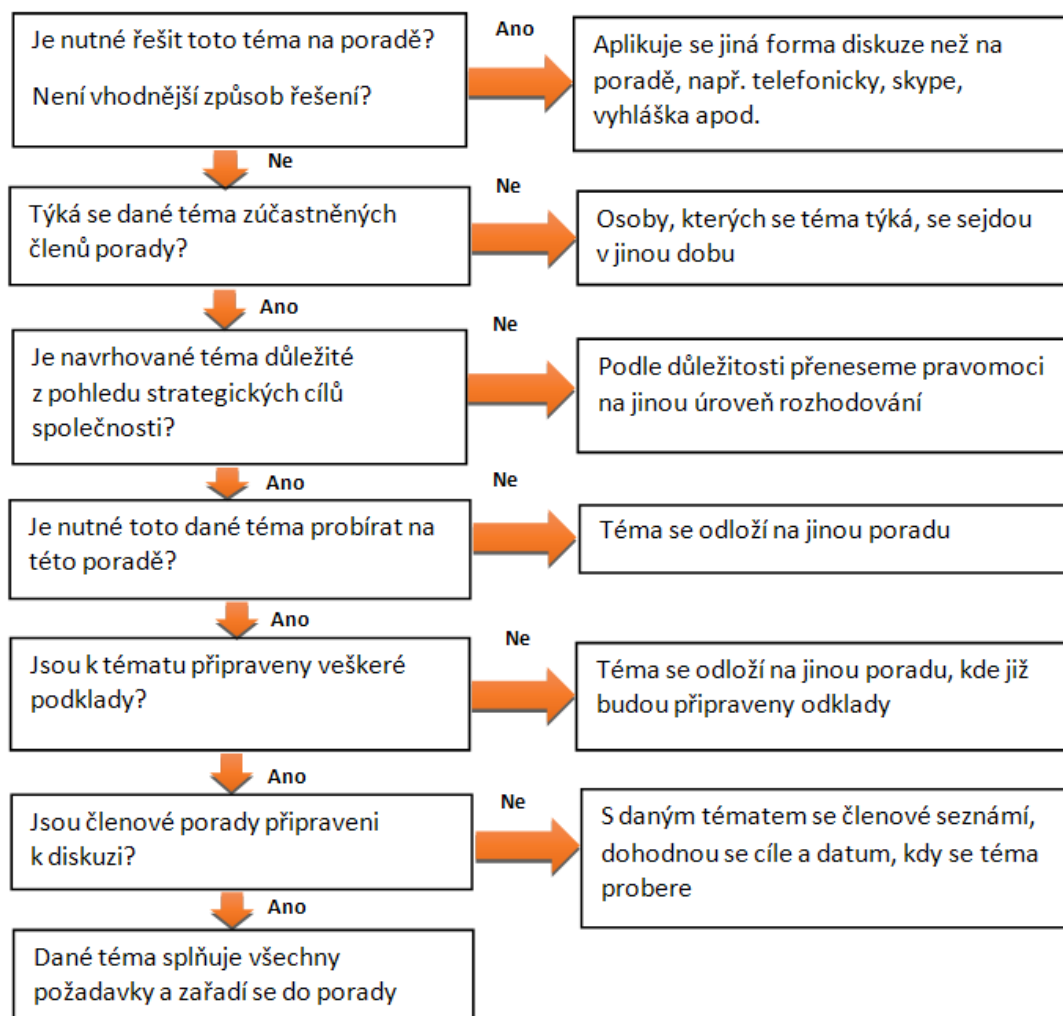 Je nutné řešit toto téma na poradě?
Není vhodnější způsob řešení?
Ano
Aplikuje se jiná forma diskuze než na
poradě, např. telefonicky, skype,
vyhláška apod.
Ne
Týká se dané téma zúčastněných
členů porady?
Ne
Osoby, kterých se téma týká, se sejdou
v jinou dobu
Ano
Je navrhované téma důležité
z pohledu strategických cílů
společnosti?
Ne
Podle důležitosti přeneseme pravomoci
na jinou úroveň rozhodování
Ano
Je nutné toto dané téma probírat na
této poradě?
Ne
Téma se odloží na jinou poradu
Ano
Jsou k tématu připraveny veškeré
podklady?
Ne
Téma se odloží na jinou poradu, kde již
budou připraveny odklady
Ano
Jsou členové porady připraveni
k diskuzi?
Ne
S daným tématem se členové seznámí,
dohodnou se cíle a datum, kdy se téma
probere
Ano
Dané téma splňuje všechny
požadavky a zařadí se do porady